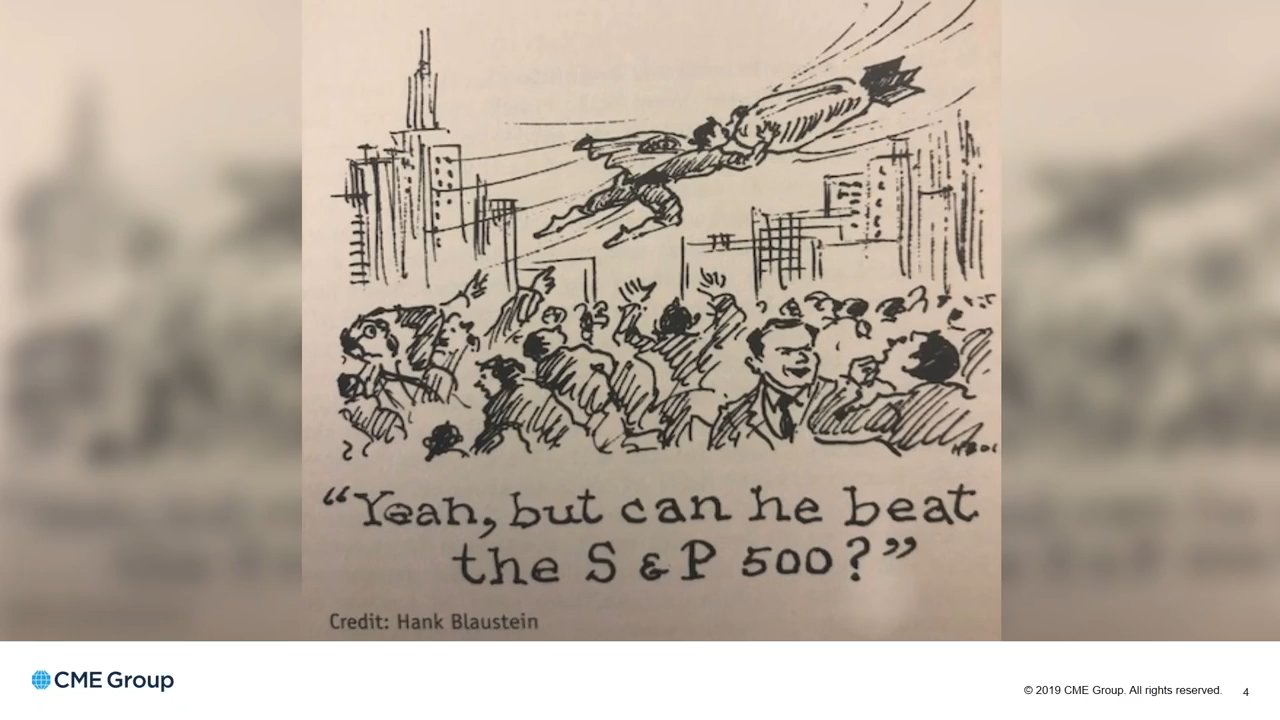 “Yeah, but can he beat
the S & P 500?”
Credit: Hank Blaustein
CME Group
© 2019 CME Group. All rights reserved.
4